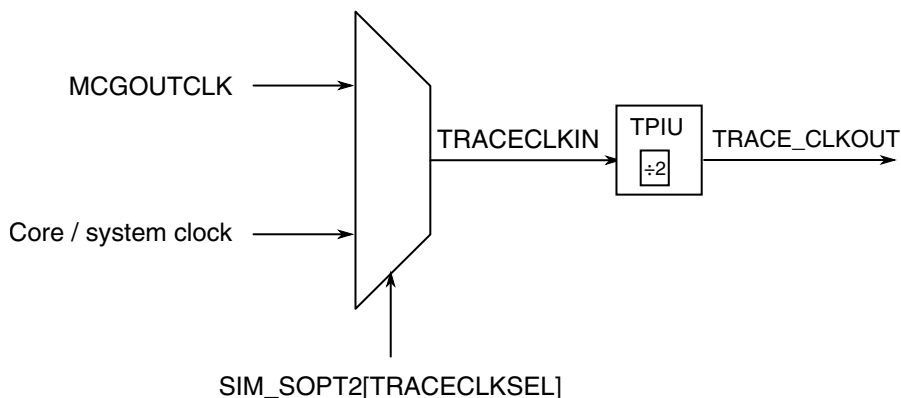 MCGOUTCLK
TRACECLKIN
TPIU
÷2
TRACE_CLKOUT
Core / system clock
SIM_SOPT2[TRACECLKSEL]